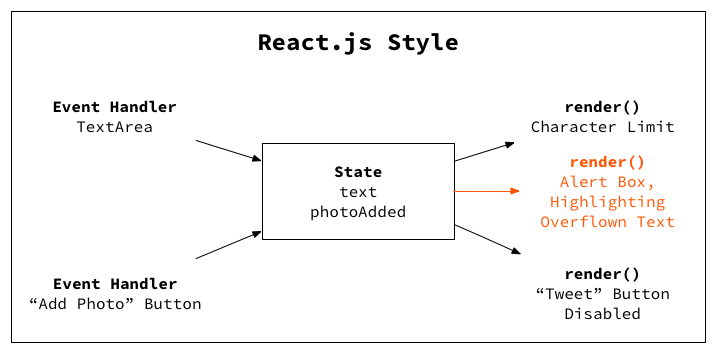 React.js Style
Event Handler
TextArea
Event Handler
“Add Photo” Button
State
text
photoAdded
render()
Character Limit
render()
Alert Box,
Highlighting
Overflown Text
render()
“Tweet” Button
Disabled